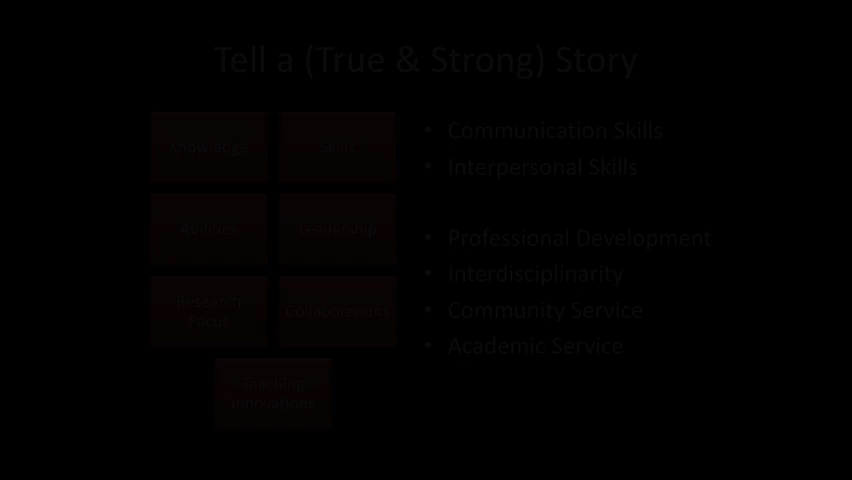 Tell a (True & Strong) Story
Knowledge
Skills
Abilities
Leadership
Research
Focus
Collaborations
Teaching
Innovations
• Communication Skills
• Interpersonal Skills
• Professional Development
• Interdisciplinarity
• Community Service
• Academic Service